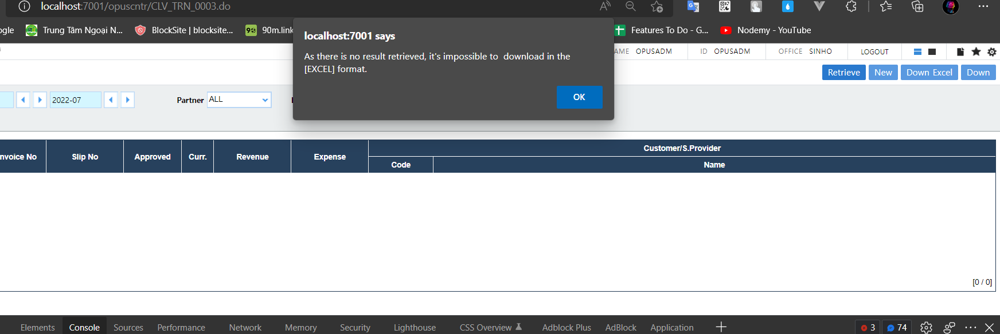 localhost:7001/opuscntr/CLV_TRN_0003.do
ogle Trung Tâm Ngoại N... BlockSite | blocksite... 90m.link Features To Do - G... Nodemy - YouTube
localhost:7001 says
As there is no result retrieved, it's impossible to  download in the
[EXCEL] format.
OK
AME OPUSADM ID OPUSADM OFFICE SINHO LOGOUT
Retrieve New Down Excel Down
2022-07 Partner ALL
nvoice No Slip No Approved Curr. Revenue Expense Customer/S.Provider
Code Name
[0 / 0]
Elements Console Sources Performance Network Memory Security Lighthouse CSS Overview Adblock Plus AdBlock Application 3 74